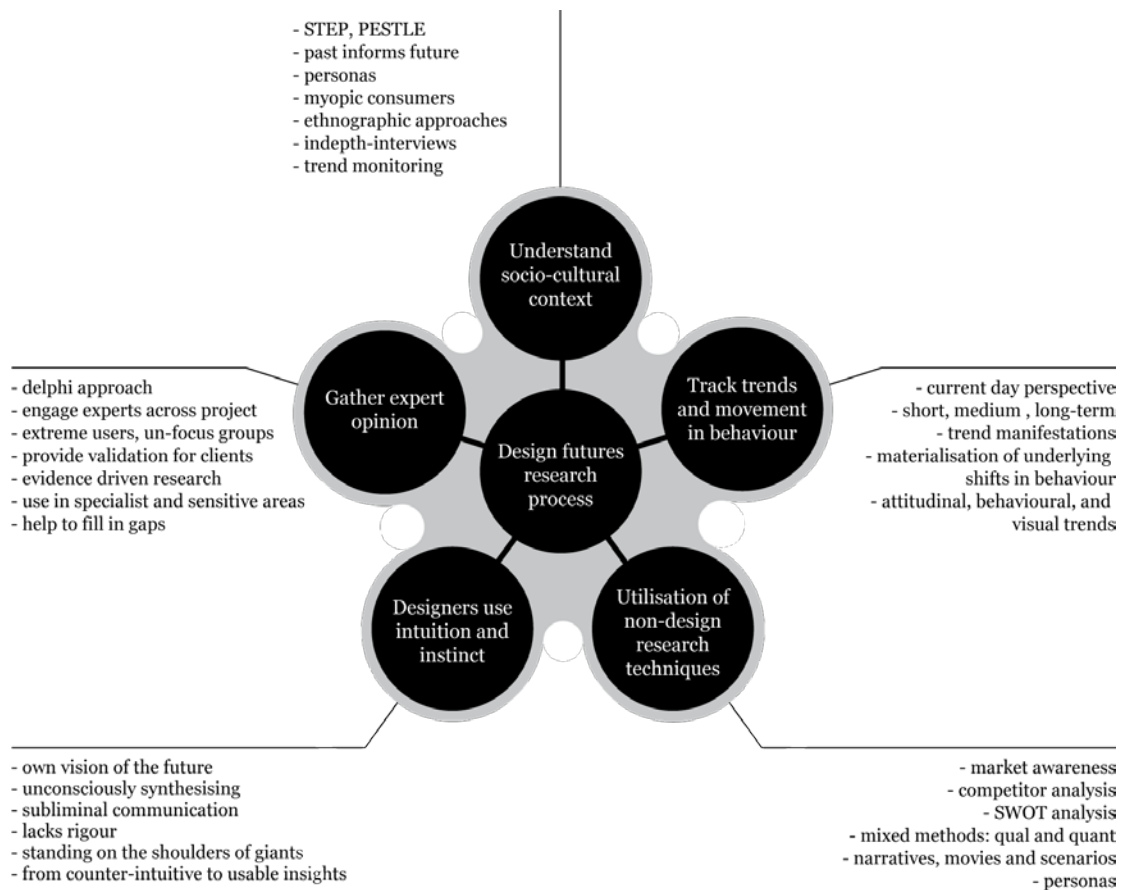 - STEP, PESTLE
- past informs future
- personas
- myopic consumers
- ethnographic approaches
- indepth-interviews
- trend monitoring
Understand
socio-cultural
context
Gather expert
opinion
Track trends
and movement
in behaviour
Design futures
research
process
Designers use
intuition and
instinct
Utilisation of
non-design
research
techniques
- delphi approach
- engage experts across project
- extreme users, un-focus groups
- provide validation for clients
- evidence driven research
- use in specialist and sensitive areas
- help to fill in gaps
- current day perspective
- short, medium , long-term
- trend manifestations
- materialisation of underlying
shifts in behaviour
- attitudinal, behavioural, and
visual trends
- own vision of the future
- unconsciously synthesising
- subliminal communication
- lacks rigour
- standing on the shoulders of giants
- from counter-intuitive to usable insights
- market awareness
- competitor analysis
- SWOT analysis
- mixed methods: qual and quant
- narratives, movies and scenarios
- personas